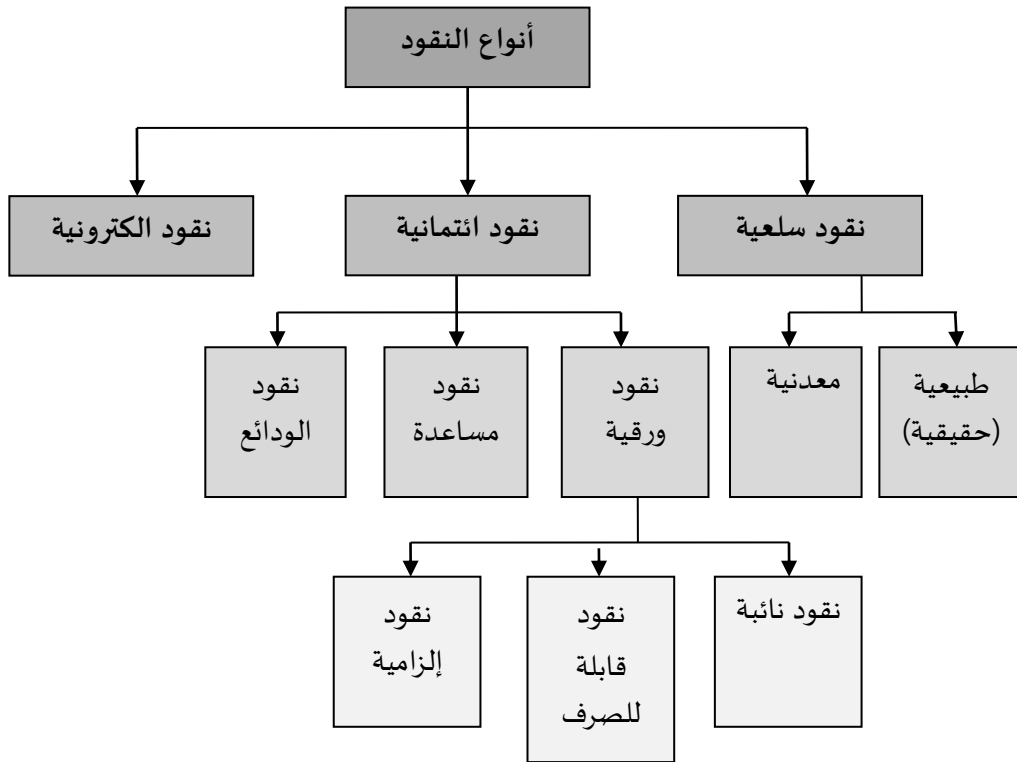 أنواع النقود
نقود سلعية
نقود ائتمانية
نقود الكترونية
طبيعية
(حقيقية)
معدنية
نقود
ورقية
نقود
مساعدة
نقود
الودائع
نقود نائبة
نقود
قابلة
للصرف
نقود
إلزامية